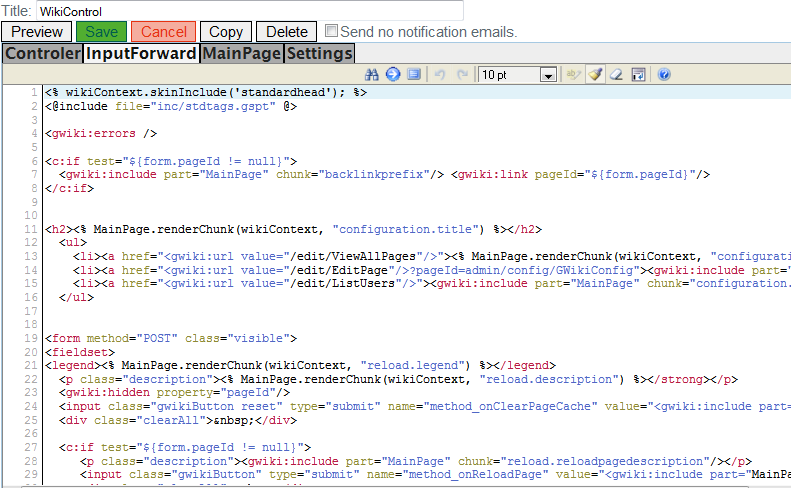 Title: WikiControl
Preview Save Cancel Copy Delete Send no notification emails.
Controler InputForward MainPage Settings
10 pt
1 <% wikiContext.skinInclude('standardhead'); %>
2 <@include file="inc/stdtags.gspt" @>
3
4 <gwiki:errors />
5
6 <c:if test="${form.pageId != null}">
7 <gwiki:include part="MainPage" chunk="backlinkprefix"/> <gwiki:link pageId="${form.pageId}"/>
8 </c:if>
9
10
11 <h2><% MainPage.renderChunk(wikiContext, "configuration.title") %></h2>
12 <ul>
13 <li><a href="<gwiki:url value="/edit/ViewAllPages"/>"><% MainPage.renderChunk(wikiContext, "configurati
14 <li><a href="<gwiki:url value="/edit/EditPage"/>?pageId=admin/config/GWikiConfig"><gwiki:include part="
15 <li><a href="<gwiki:url value="/edit/ListUsers"/>"><gwiki:include part="MainPage" chunk="configuration.
16 </ul>
17
18
19 <form method="POST" class="visible">
20 <fieldset>
21 <legend><% MainPage.renderChunk(wikiContext, "reload.legend") %></legend>
22 <p class="description"><% MainPage.renderChunk(wikiContext, "reload.description") %></strong></p>
23 <gwiki:hidden property="pageId"/>
24 <input class="gwikiButton reset" type="submit" name="method_onClearPageCache" value="<gwiki:include part=
25 <div class="clearAll">&nbsp;</div>
26
27 <c:if test="${form.pageId != null}">
28 <p class="description"><gwiki:include part="MainPage" chunk="reload.reloadpagedescription"/></p>
29 <input class="gwikiButton" type="submit" name="method_onReloadPage" value="<gwiki:include part="MainPa